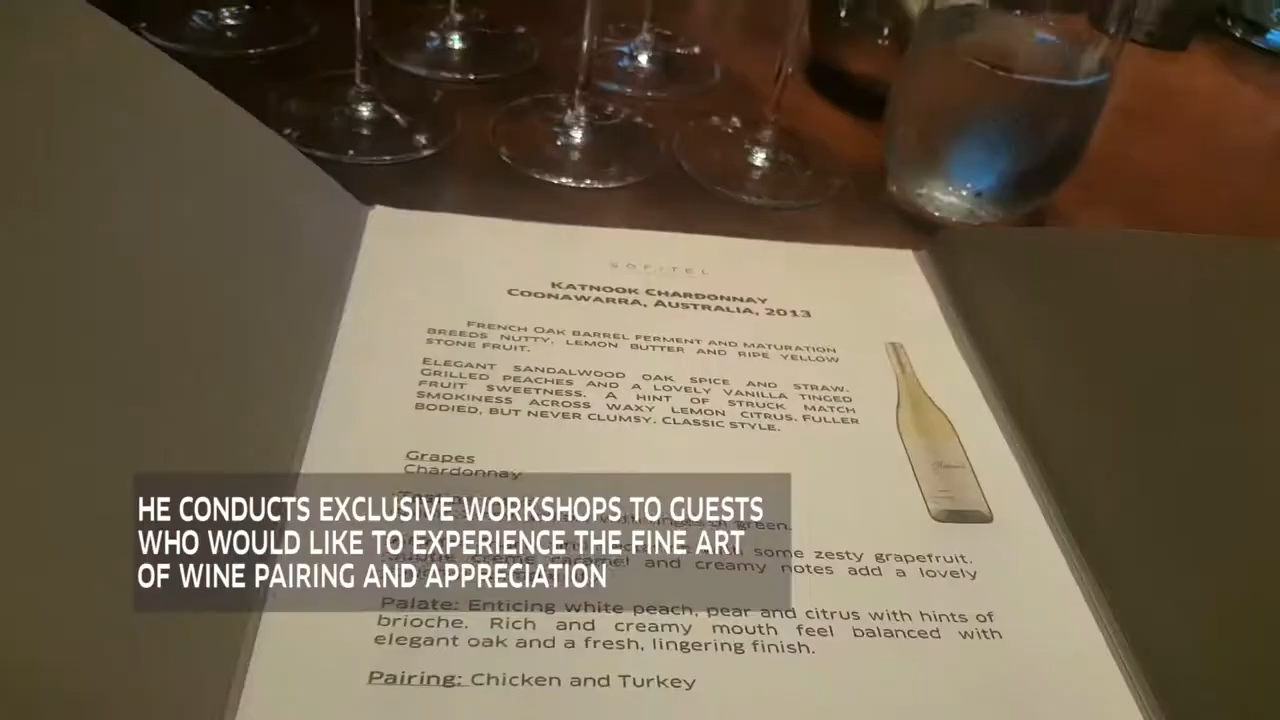 SOFITEL
KATNOOK CHARDONNAY
COONAWARRA, AUSTRALIA, 2013
FRENCH OAK BARREL FERMENT AND MATURATION
BREEDS NUTTY, LEMON BUTTER AND RIPE YELLOW
STONE FRUIT.
ELEGANT SANDALWOOD OAK SPICE AND STRAW.
GRILLED PEACHES AND A LOVELY VANILLA TINGED
FRUIT SWEETNESS. A HINT OF STRUCK MATCH
SMOKINESS ACROSS WAXY LEMON CITRUS. FULLER
BODIED, BUT NEVER CLUMSY. CLASSIC STYLE.
Grapes
Chardonnay
of green.
some zesty grapefruit.
caramel and creamy notes add a lovely
HE CONDUCTS EXCLUSIVE WORKSHOPS TO GUESTS
WHO WOULD LIKE TO EXPERIENCE THE FINE ART
OF WINE PAIRING AND APPRECIATION
Palate: Enticing white peach, pear and citrus with hints of
brioche. Rich and creamy mouth feel balanced with
elegant oak and a fresh, lingering finish.
Pairing: Chicken and Turkey